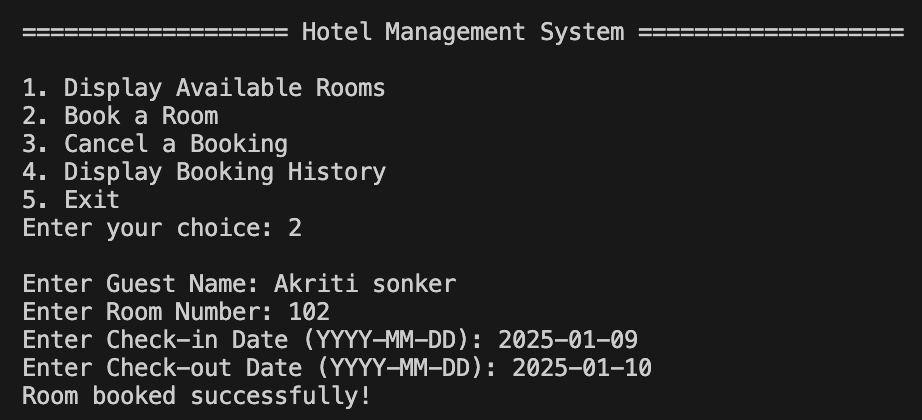 =================== Hotel Management System ===================
1. Display Available Rooms
2. Book a Room
3. Cancel a Booking
4. Display Booking History
5. Exit
Enter your choice: 2
Enter Guest Name: Akriti sonker
Enter Room Number: 102
Enter Check-in Date (YYYY-MM-DD): 2025-01-09
Enter Check-out Date (YYYY-MM-DD): 2025-01-10
Room booked successfully!